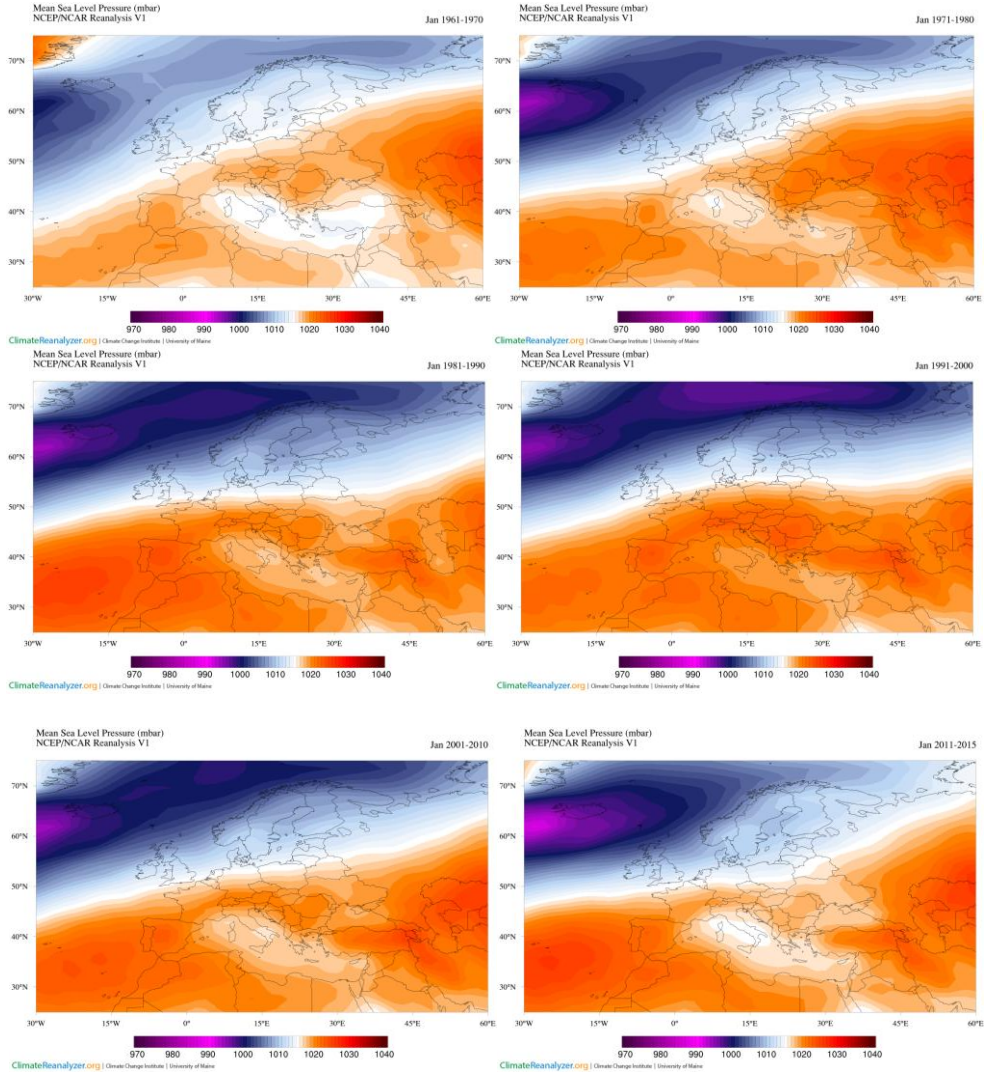 Mean Sea Level Pressure (mbar)
NCEP/NCAR Reanalysis V1
Jan 1961-1970
70°N
60°N
50°N
40°N
30°N
30°W 15°W 0° 15°E 30°E 45°E 60°E
970 980 990 1000 1010 1020 1030 1040
ClimateReanalyzer.org | Climate Change Institute | University of Maine
Mean Sea Level Pressure (mbar)
NCEP/NCAR Reanalysis V1
Jan 1971-1980
70°N
60°N
50°N
40°N
30°N
30°W 15°W 0° 15°E 30°E 45°E 60°E
970 980 990 1000 1010 1020 1030 1040
ClimateReanalyzer.org | Climate Change Institute | University of Maine
Mean Sea Level Pressure (mbar)
NCEP/NCAR Reanalysis V1
Jan 1981-1990
70°N
60°N
50°N
40°N
30°N
30°W 15°W 0° 15°E 30°E 45°E 60°E
970 980 990 1000 1010 1020 1030 1040
ClimateReanalyzer.org | Climate Change Institute | University of Maine
Mean Sea Level Pressure (mbar)
NCEP/NCAR Reanalysis V1
Jan 1991-2000
70°N
60°N
50°N
40°N
30°N
30°W 15°W 0° 15°E 30°E 45°E 60°E
970 980 990 1000 1010 1020 1030 1040
ClimateReanalyzer.org | Climate Change Institute | University of Maine
Mean Sea Level Pressure (mbar)
NCEP/NCAR Reanalysis V1
Jan 2001-2010
70°N
60°N
50°N
40°N
30°N
30°W 15°W 0° 15°E 30°E 45°E 60°E
970 980 990 1000 1010 1020 1030 1040
ClimateReanalyzer.org | Climate Change Institute | University of Maine
Mean Sea Level Pressure (mbar)
NCEP/NCAR Reanalysis V1
Jan 2011-2015
70°N
60°N
50°N
40°N
30°N
30°W 15°W 0° 15°E 30°E 45°E 60°E
970 980 990 1000 1010 1020 1030 1040
ClimateReanalyzer.org | Climate Change Institute | University of Maine